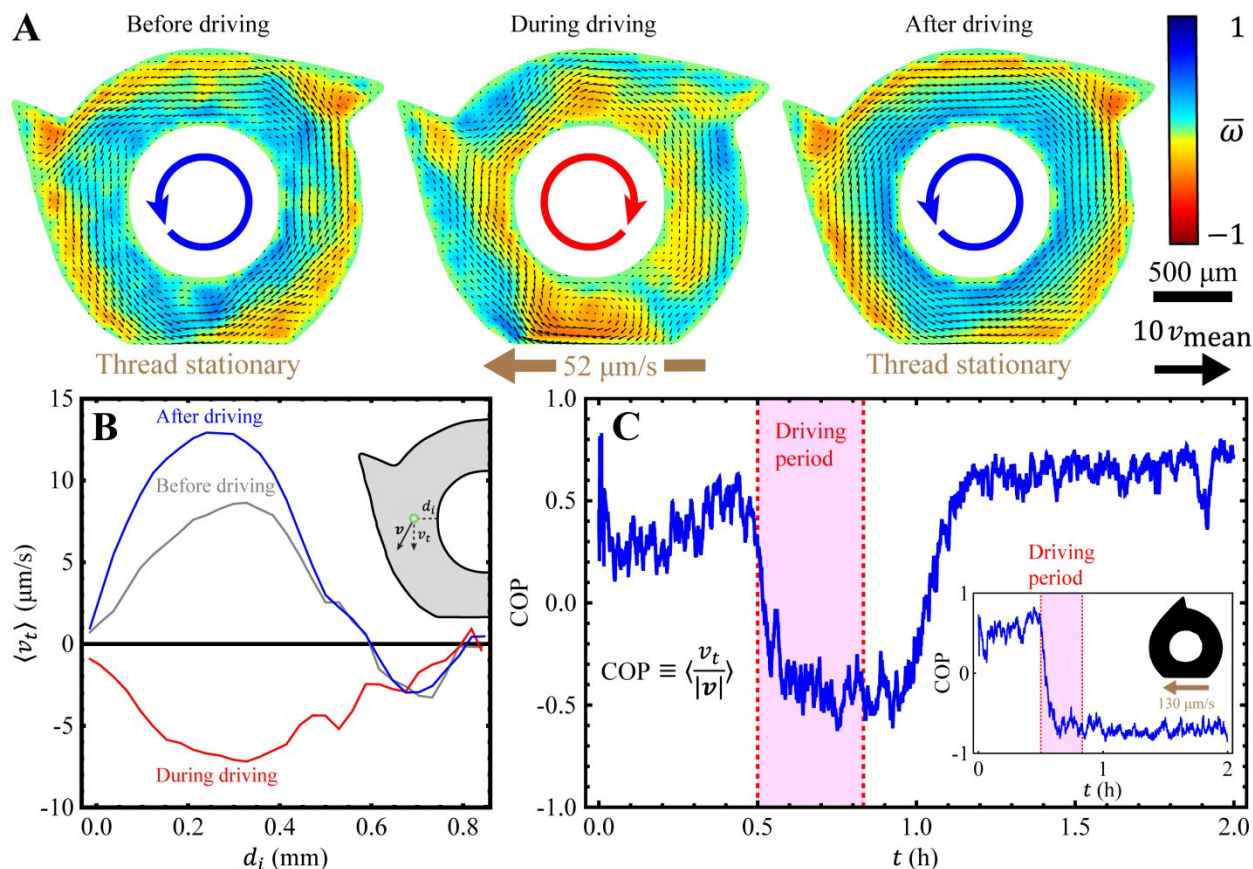 A
Before driving
During driving
After driving
1
ω̄
−1
500 μm
10 v_mean
Thread stationary
52 μm/s
Thread stationary
B
After driving
Before driving
During driving
d_i
v
v_t
15
10
5
0
-5
-10
⟨v_t⟩ (μm/s)
0.0 0.2 0.4 0.6 0.8
d_i (mm)
C
Driving
period
1.0
0.5
0.0
-0.5
-1.0
COP
COP ≡ ⟨v_t/|v|⟩
0.0 0.5 1.0 1.5 2.0
t (h)
Driving
period
1
0
-1
COP
130 μm/s
0 1 2
t (h)